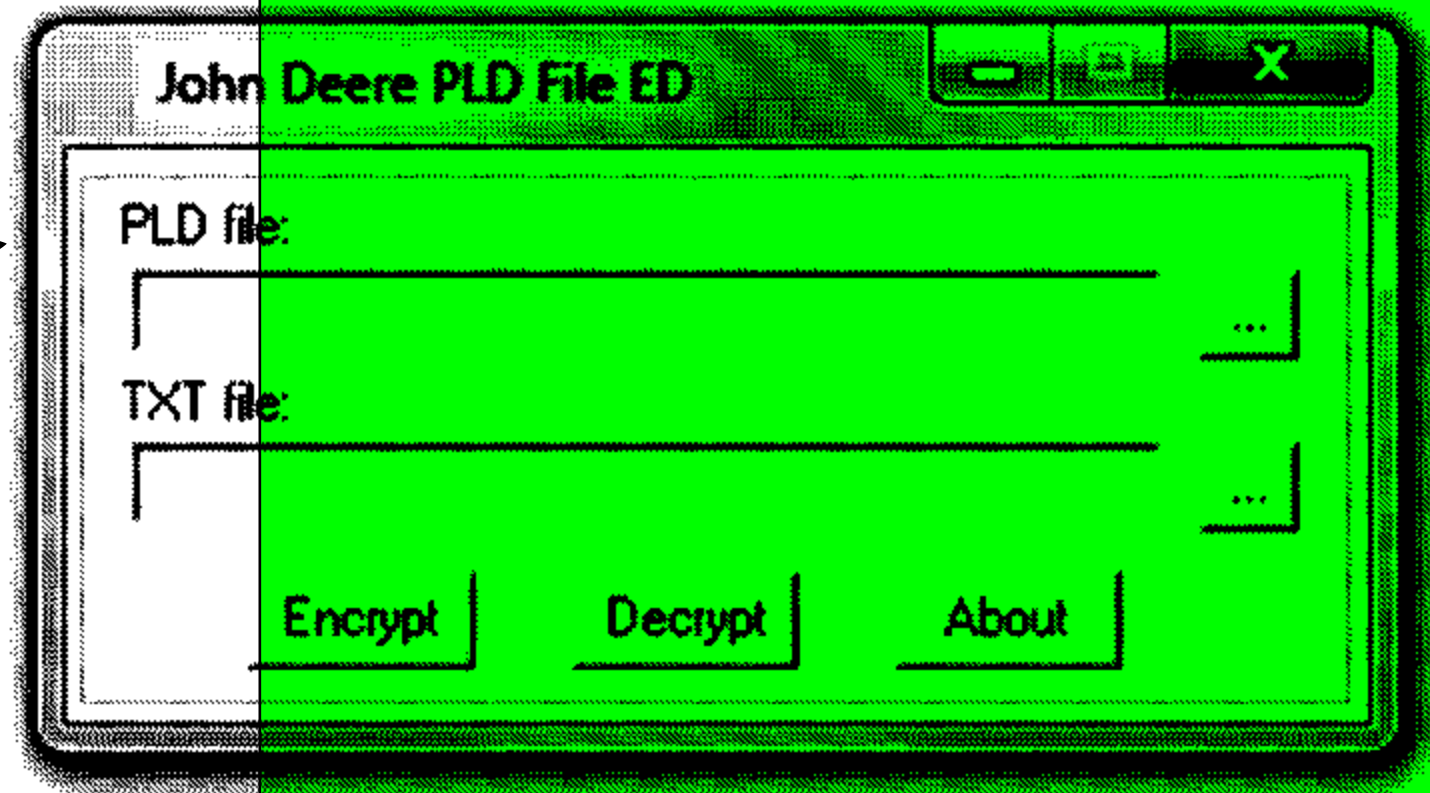 John Deere PLD File ED
PLD file:
...
TXT file:
...
Encrypt Decrypt About